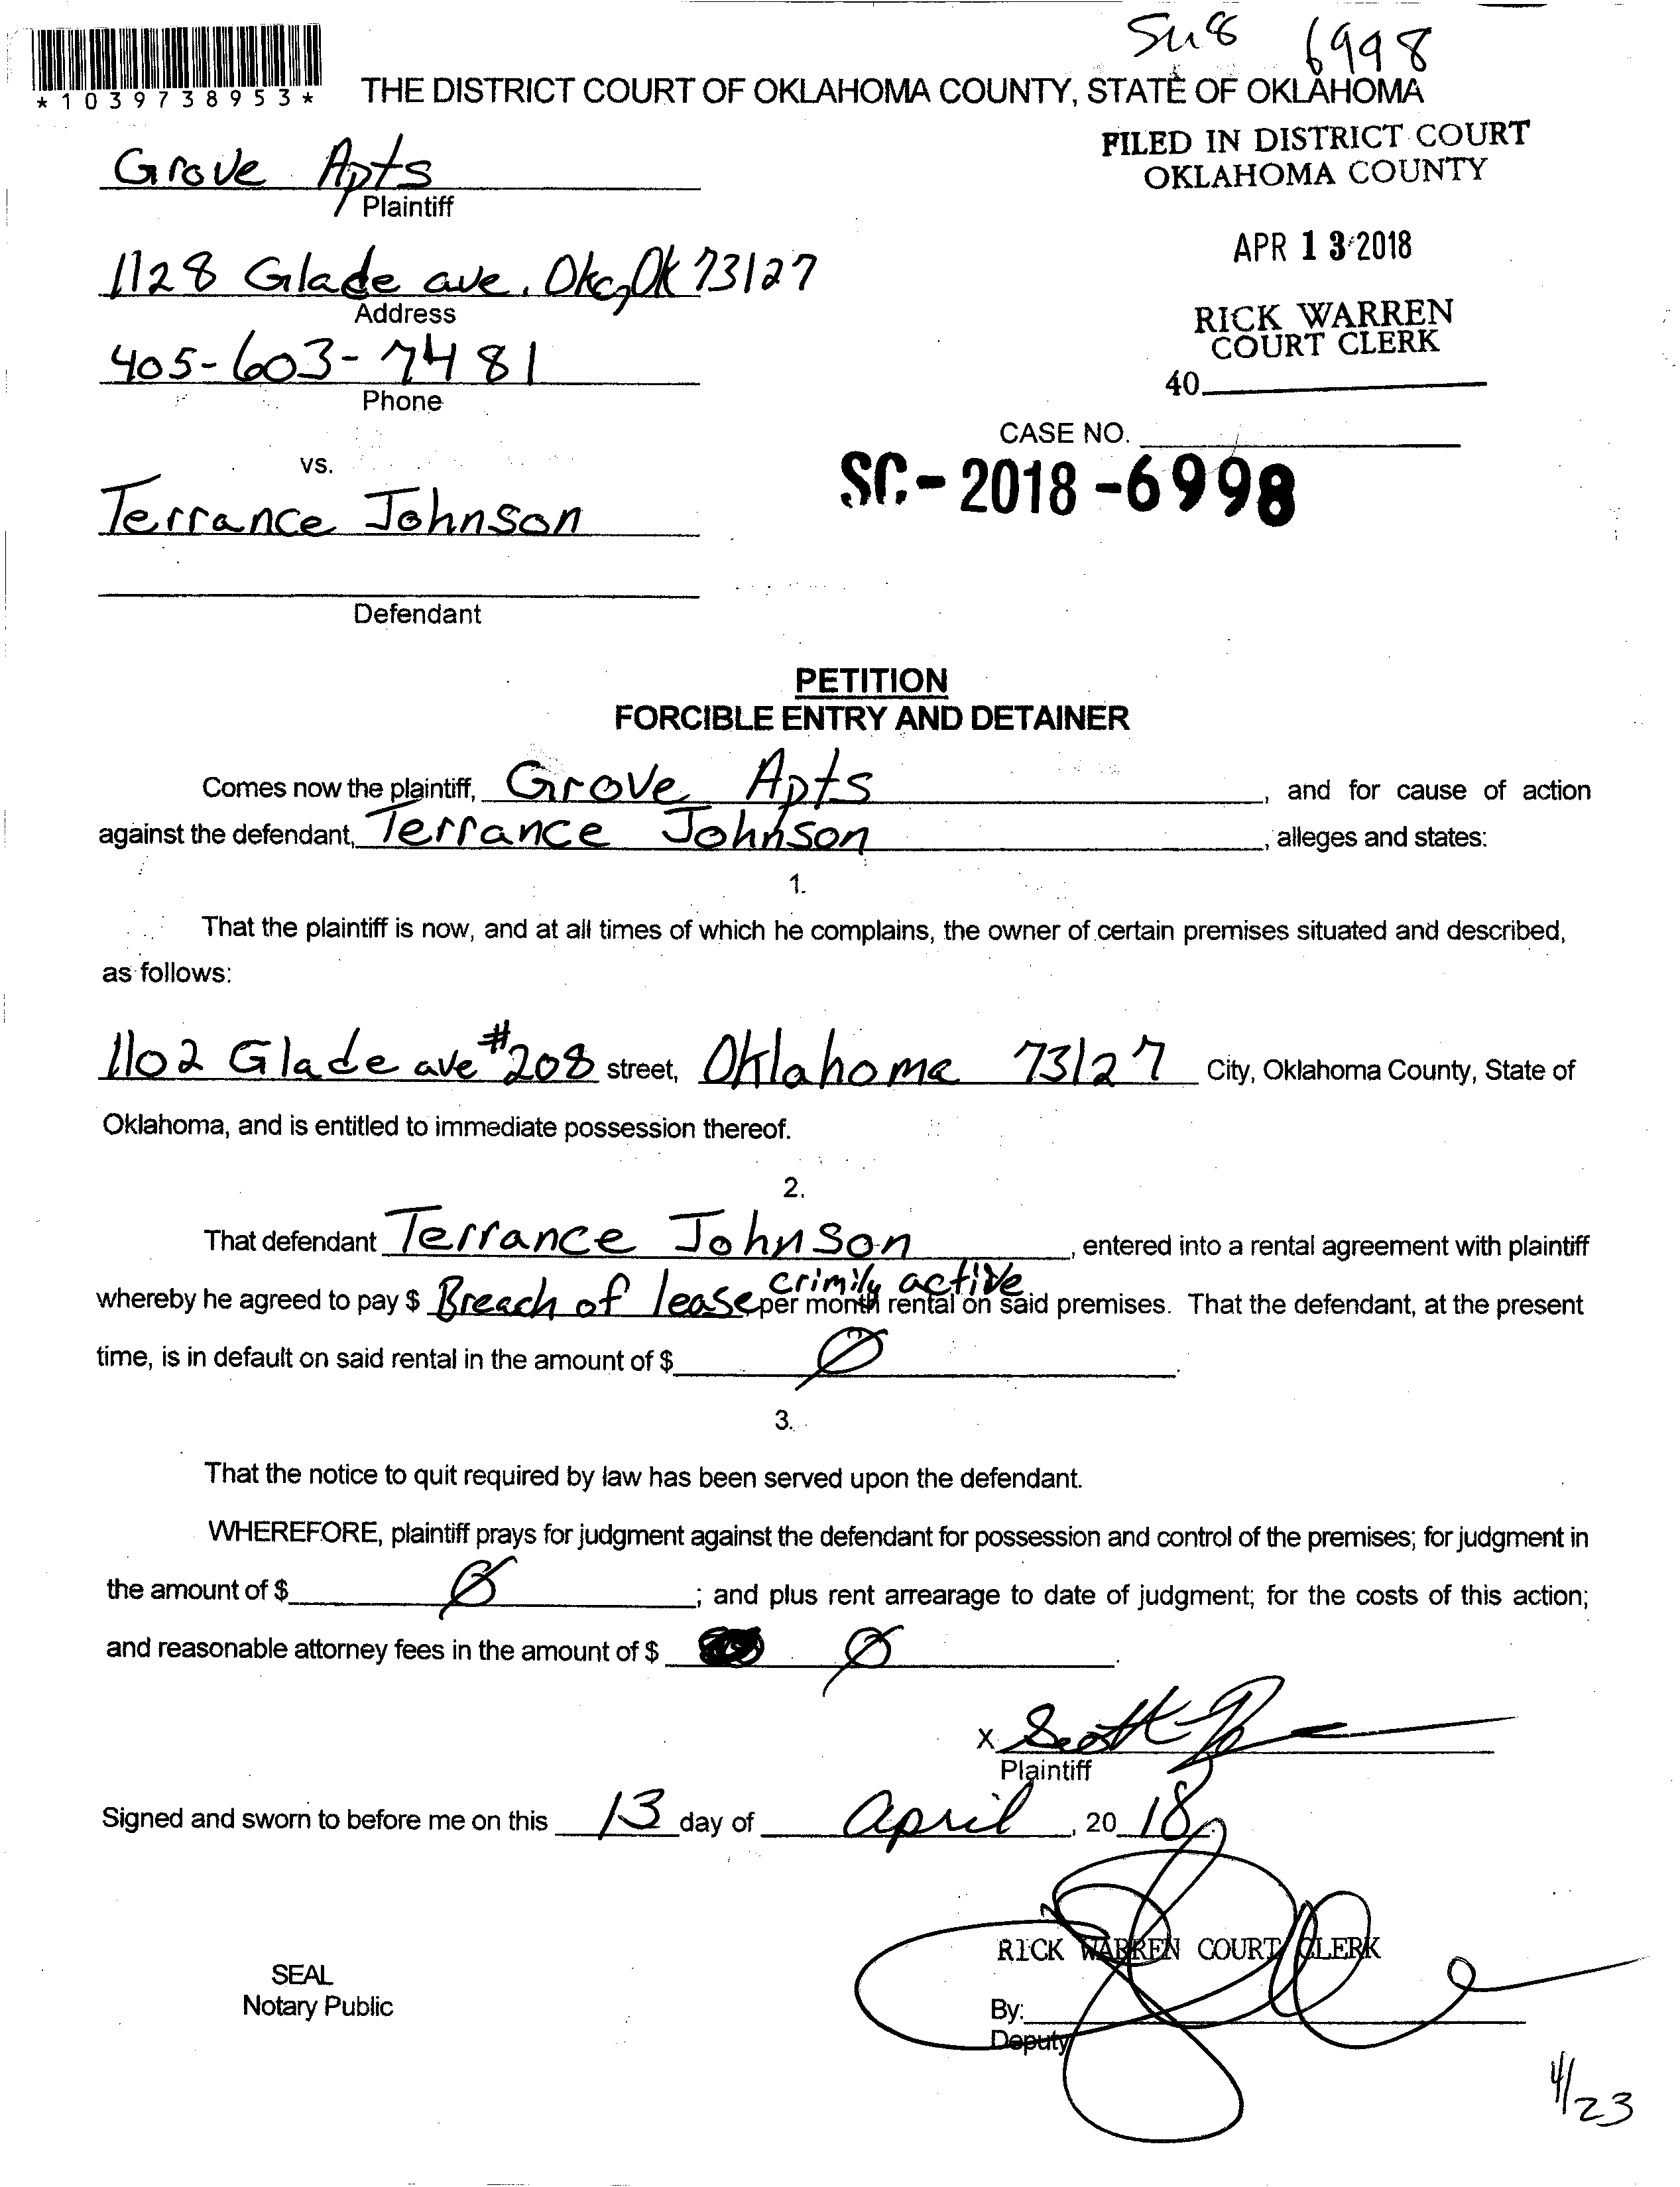 6998
*1039738953*
THE DISTRICT COURT OF OKLAHOMA COUNTY, STATE OF OKLAHOMA
FILED IN DISTRICT COURT
OKLAHOMA COUNTY
Grove Apts
Plaintiff
APR 13 2018
1128 Glade ave. Okc, Ok 73127
Address
RICK WARREN
COURT CLERK
405-603-7481
40
Phone
CASE NO.
SC-2018-6998
vs.
Terrance Johnson
Defendant
PETITION
FORCIBLE ENTRY AND DETAINER
Comes now the plaintiff, Grove Apts, and for cause of action
against the defendant, Terrance Johnson, alleges and states:
1.
That the plaintiff is now, and at all times of which he complains, the owner of certain premises situated and described,
as follows:
1102 Glade ave #208 street, Oklahoma 73127 City, Oklahoma County, State of
Oklahoma, and is entitled to immediate possession thereof.
2.
That defendant Terrance Johnson, entered into a rental agreement with plaintiff
crimily active
whereby he agreed to pay $ Breach of lease per month rental on said premises. That the defendant, at the present
time, is in default on said rental in the amount of $ Ø.
3.
That the notice to quit required by law has been served upon the defendant.
WHEREFORE, plaintiff prays for judgment against the defendant for possession and control of the premises; for judgment in
the amount of $ Ø; and plus rent arrearage to date of judgment; for the costs of this action;
and reasonable attorney fees in the amount of $ Ø.
X Scott
Plaintiff
Signed and sworn to before me on this 13 day of april, 20 18.
RICK WARREN COURT CLERK
SEAL
Notary Public
By:
Deputy
4/23